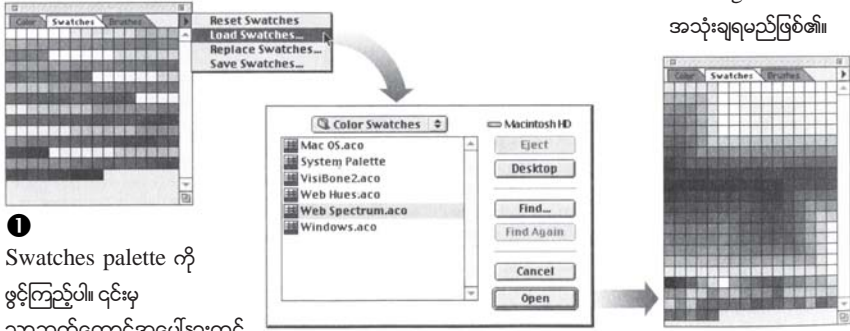 Color Swatches Brushes
Reset Swatches
Load Swatches...
Replace Swatches...
Save Swatches...
အသုံးချရမည်ဖြစ်၏။
Color Swatches Brushes
Color Swatches
Macintosh HD
Mac OS.aco
System Palette
VisiBone2.aco
Web Hues.aco
Web Spectrum.aco
Windows.aco
Eject
Desktop
Find...
Find Again
Cancel
Open
❶
Swatches palette ကို
ဖွင့်ကြည့်ပါ။ ၎င်းမှ